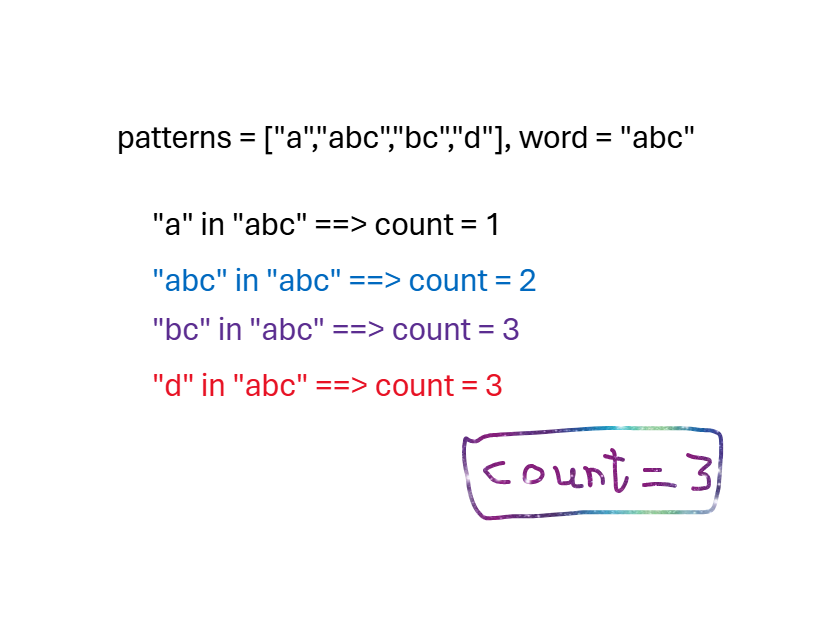 patterns = ["a","abc","bc","d"], word = "abc"
"a" in "abc" ==> count = 1
"abc" in "abc" ==> count = 2
"bc" in "abc" ==> count = 3
"d" in "abc" ==> count = 3
count = 3